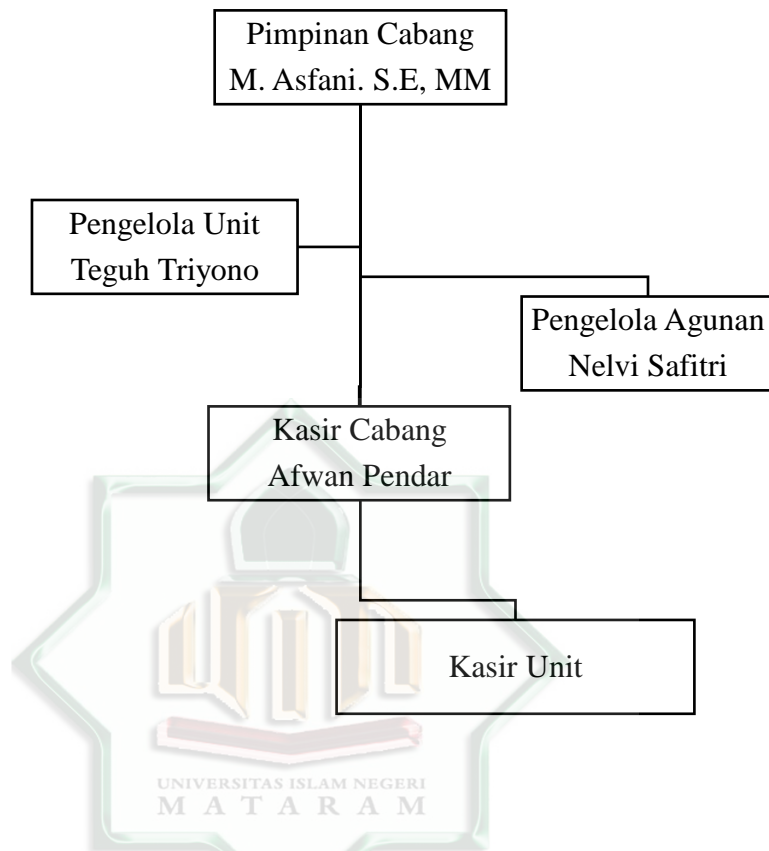 Pimpinan Cabang
M. Asfani. S.E, MM
Pengelola Unit
Teguh Triyono
Pengelola Agunan
Nelvi Safitri
Kasir Cabang
Afwan Pendar
Kasir Unit
UNIVERSITAS ISLAM NEGERI
MATARAM